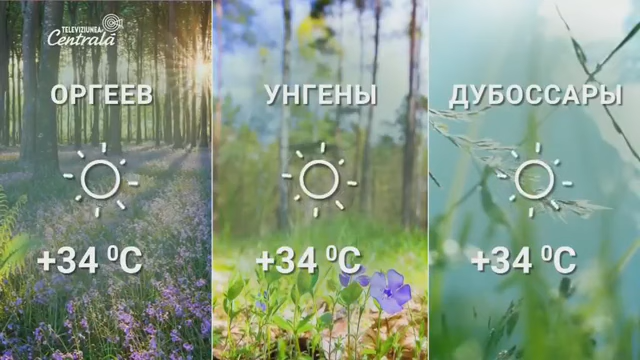 TELEVIZIUNEA
Centrală
ОРГЕЕВ
УНГЕНЫ
ДУБОССАРЫ
+34 ⁰C
+34 ⁰C
+34 ⁰C